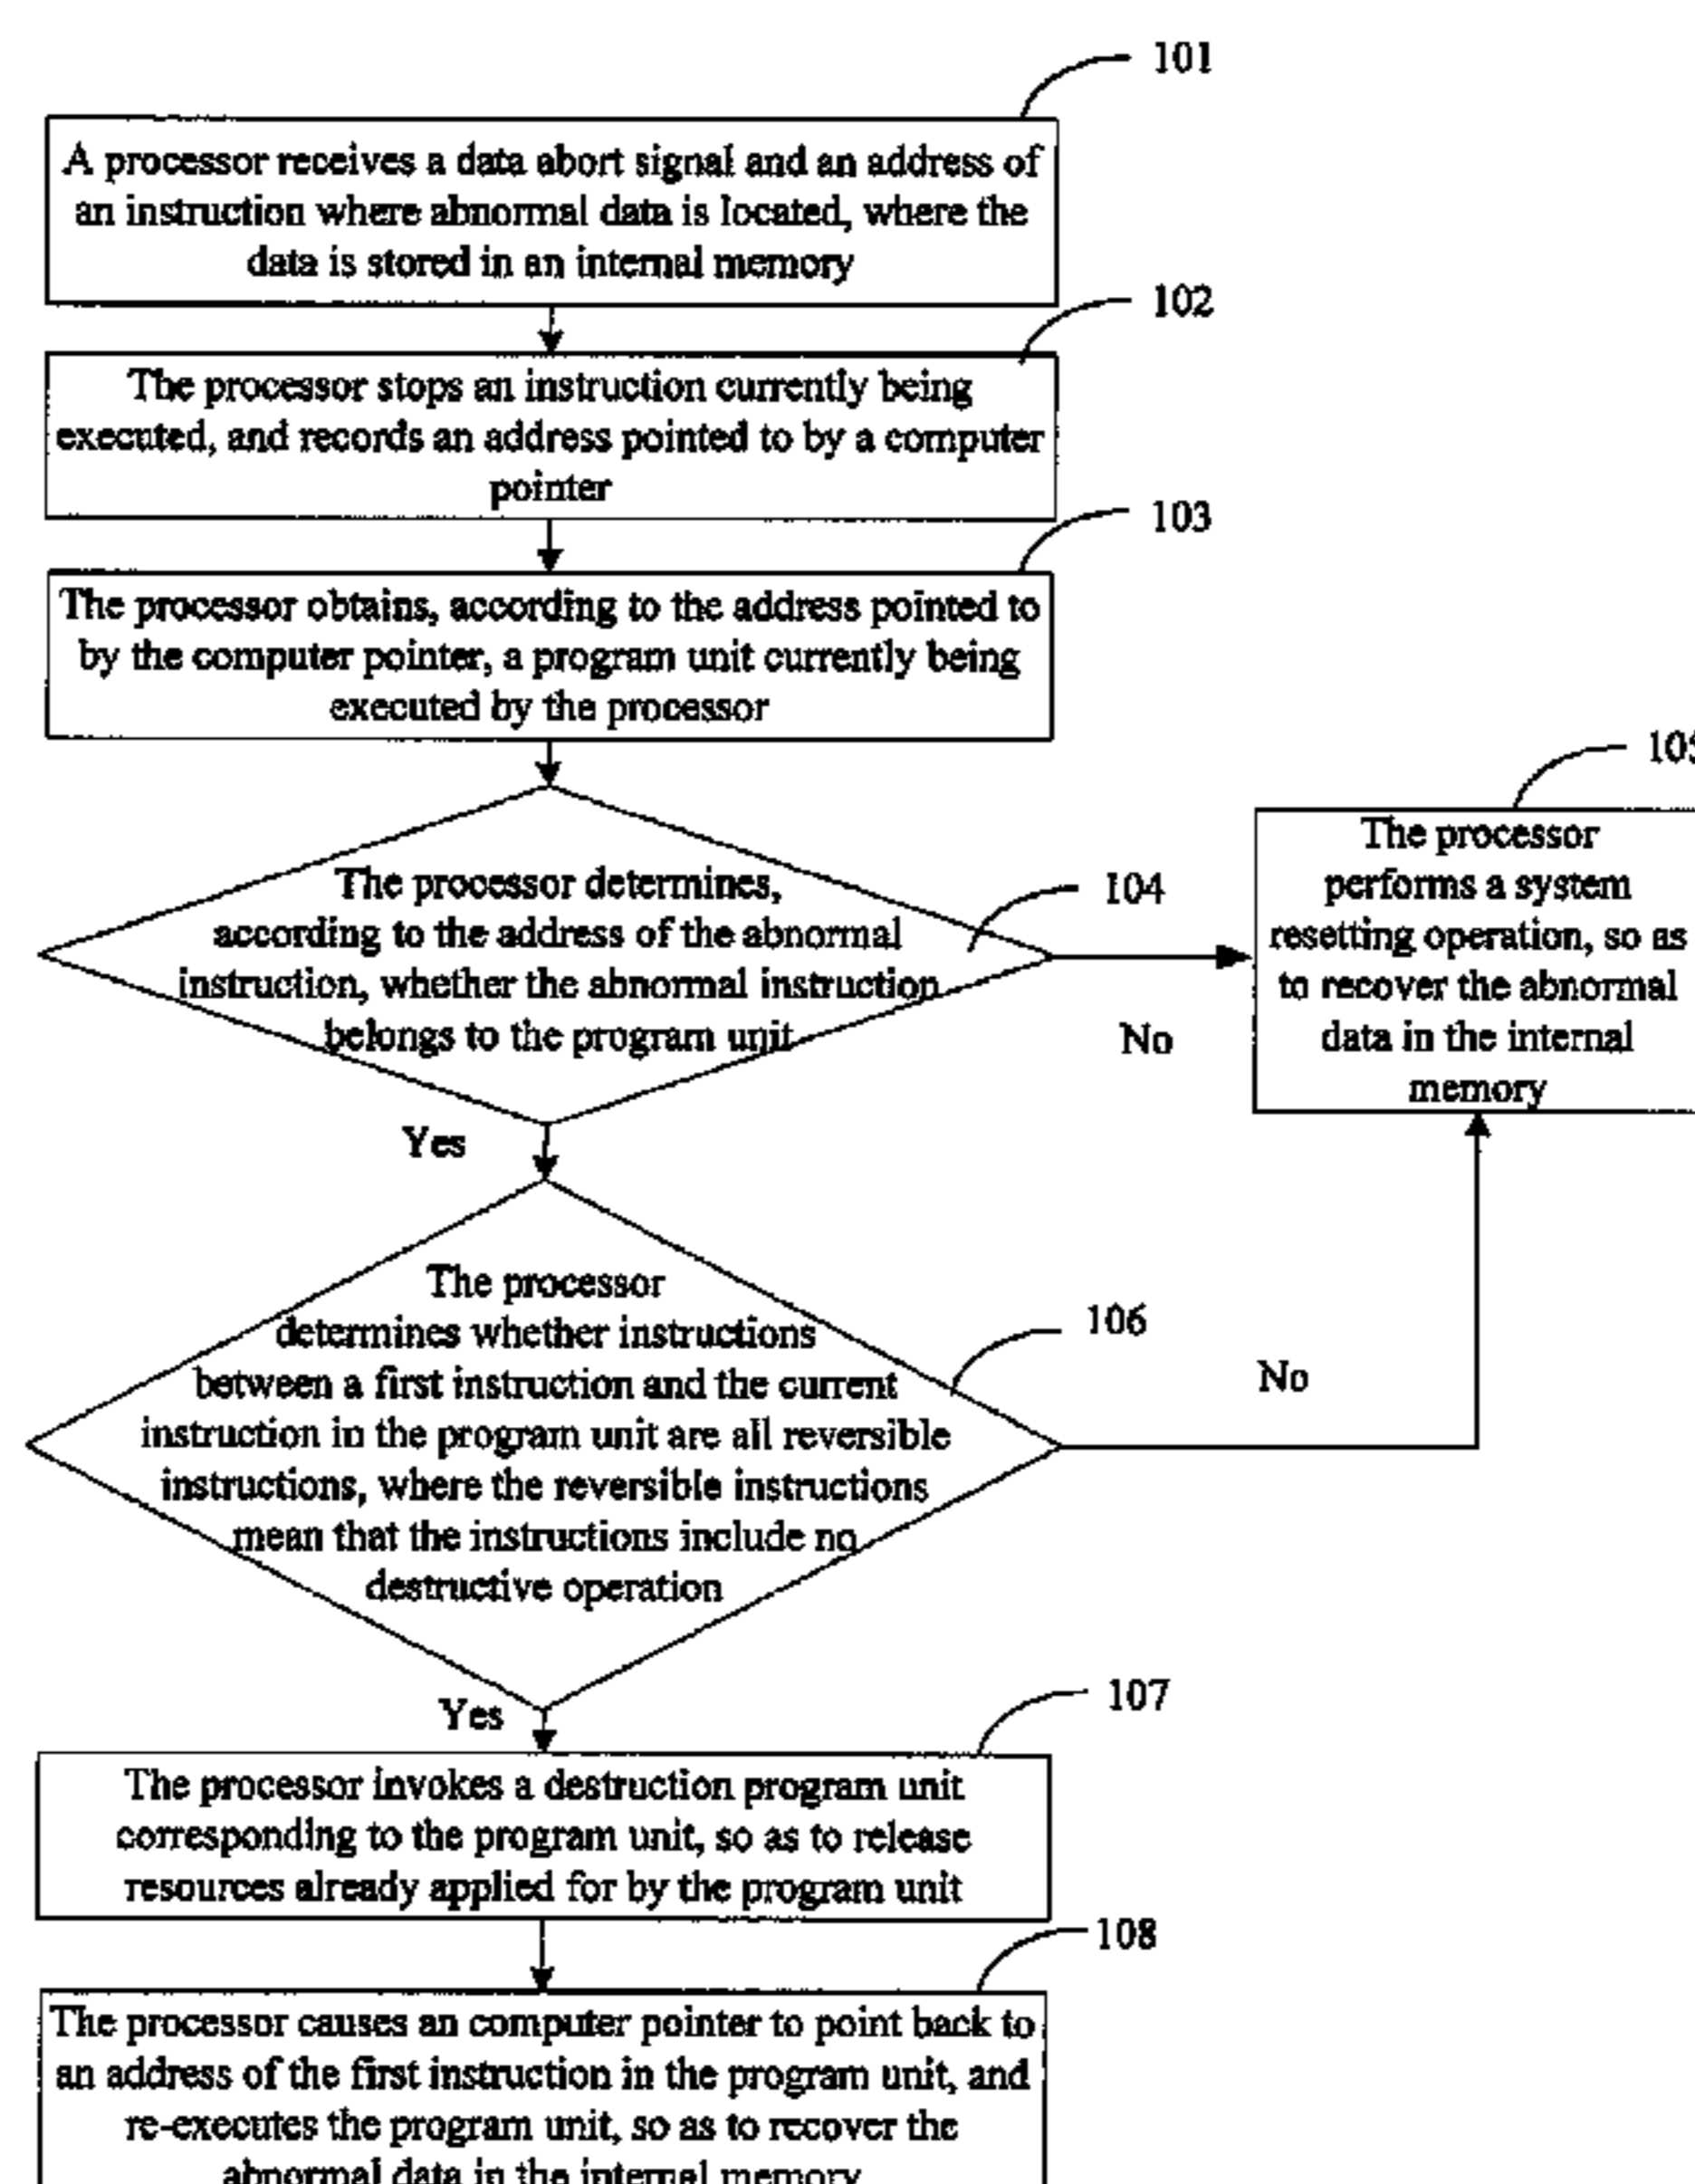 101
A processor receives a data abort signal and an address of
an instruction where abnormal data is located, where the
data is stored in an internal memory
102
The processor stops an instruction currently being
executed, and records an address pointed to by a computer
pointer
103
The processor obtains, according to the address pointed to
by the computer pointer, a program unit currently being
executed by the processor
104
The processor determines,
according to the address of the abnormal
instruction, whether the abnormal instruction
belongs to the program unit
No
Yes
105
The processor
performs a system
resetting operation, so as
to recover the abnormal
data in the internal
memory
106
The processor
determines whether instructions
between a first instruction and the current
instruction in the program unit are all reversible
instructions, where the reversible instructions
mean that the instructions include no
destructive operation
No
Yes
107
The processor invokes a destruction program unit
corresponding to the program unit, so as to release
resources already applied for by the program unit
108
The processor causes an computer pointer to point back to
an address of the first instruction in the program unit, and
re-executes the program unit, so as to recover the
abnormal data in the internal memory